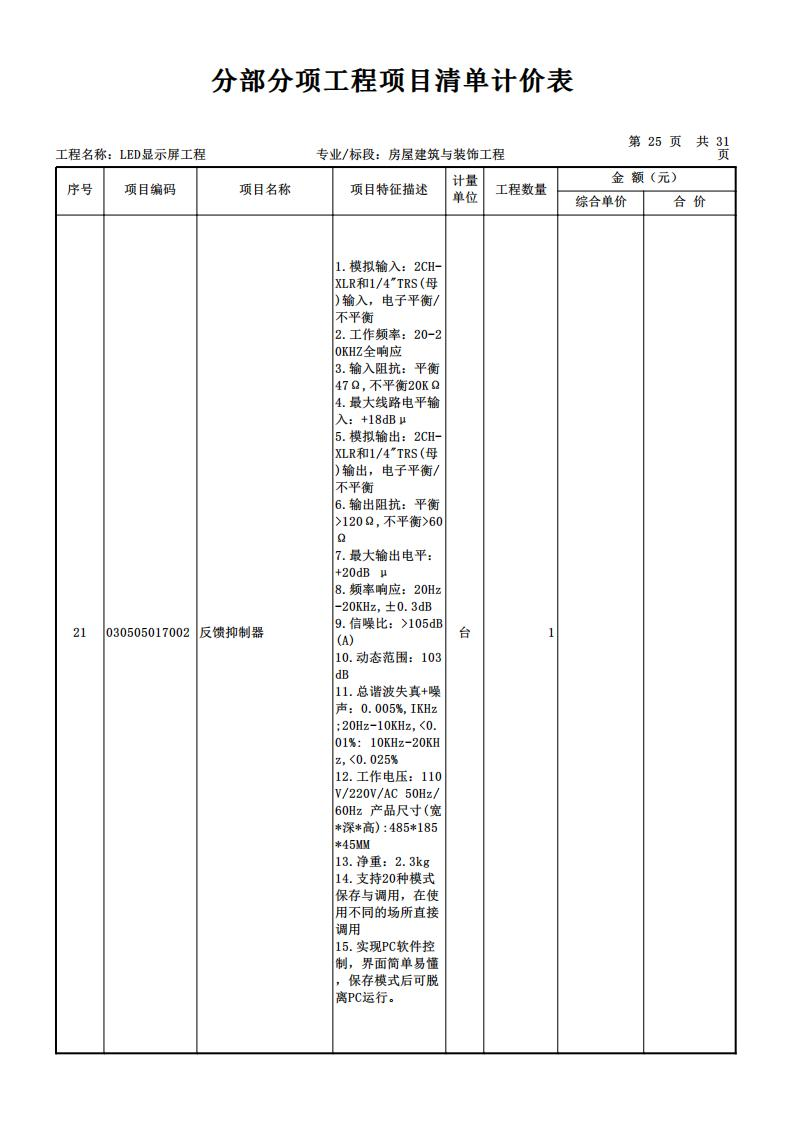 分部分项工程项目清单计价表
第 25 页 共 31
页
工程名称：LED显示屏工程 专业/标段：房屋建筑与装饰工程
序号 项目编码 项目名称 项目特征描述 计量单位 工程数量 金 额（元）
综合单价 合 价
1.模拟输入：2CH-
XLR和1/4"TRS(母
)输入，电子平衡/
不平衡
2.工作频率：20-2
0KHZ全响应
3.输入阻抗：平衡
47Ω,不平衡20KΩ
4.最大线路电平输
入：+18dBμ
5.模拟输出：2CH-
XLR和1/4"TRS(母
)输出，电子平衡/
不平衡
6.输出阻抗：平衡
>120Ω,不平衡>60
Ω
7.最大输出电平：
+20dB μ
8.频率响应：20Hz
-20KHz,±0.3dB
21 030505017002 反馈抑制器 9.信噪比：>105dB 台 1
(A)
10.动态范围：103
dB
11.总谐波失真+噪
声：0.005%,IKHz
;20Hz-10KHz,<0.
01%: 10KHz-20KH
z,<0.025%
12.工作电压：110
V/220V/AC 50Hz/
60Hz 产品尺寸(宽
*深*高):485*185
*45MM
13.净重：2.3kg
14.支持20种模式
保存与调用，在使
用不同的场所直接
调用
15.实现PC软件控
制，界面简单易懂
，保存模式后可脱
离PC运行。